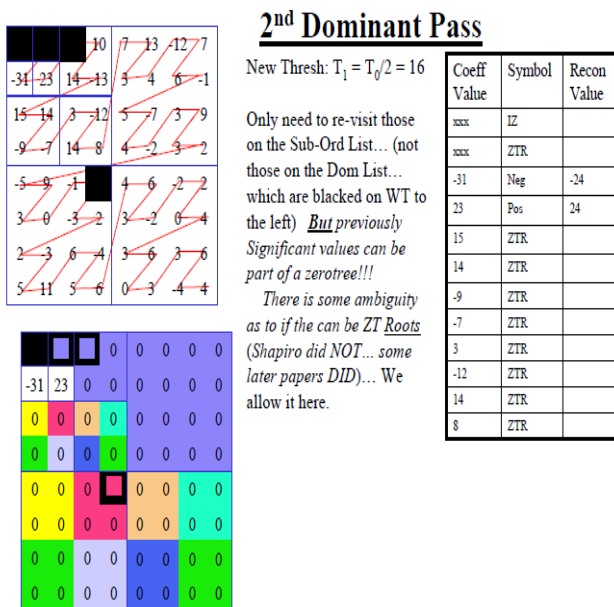 2nd Dominant Pass
10 7 13 -12 7
-31 23 14 -13 3 4 6 -1
15 14 3 -12 5 -7 3 9
-9 -7 14 8 4 -2 3 2
-5 -9 -1 4 6 -2 2
3 0 -3 2 3 -2 0 4
2 -3 6 -4 3 6 3 6
5 11 5 6 0 3 -4 4
New Thresh: T1 = T0/2 = 16
Only need to re-visit those
on the Sub-Ord List… (not
those on the Dom List…
which are blacked on WT to
the left) But previously
Significant values can be
part of a zerotree!!!
There is some ambiguity
as to if the can be ZT Roots
(Shapiro did NOT… some
later papers DID)… We
allow it here.
Coeff Value Symbol Recon Value
xxx IZ
xxx ZTR
-31 Neg -24
23 Pos 24
15 ZTR
14 ZTR
-9 ZTR
-7 ZTR
3 ZTR
-12 ZTR
14 ZTR
8 ZTR
0 0 0 0 0
-31 23 0 0 0 0 0 0
0 0 0 0 0 0 0 0
0 0 0 0 0 0 0 0
0 0 0 0 0 0 0
0 0 0 0 0 0 0 0
0 0 0 0 0 0 0 0
0 0 0 0 0 0 0 0